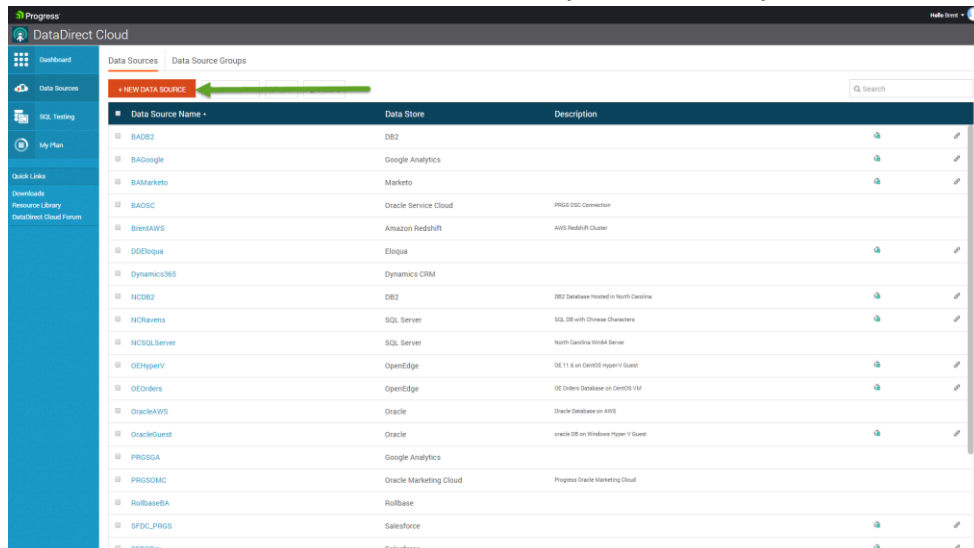 Progress
Hello Brent
DataDirect Cloud
Dashboard
Data Sources
SQL Testing
My Plan
Quick Links
Downloads
Resource Library
DataDirect Cloud Forum
Data Sources Data Source Groups
+ NEW DATA SOURCE
Search
Data Source Name Data Store Description
BADB2 DB2
BAGoogle Google Analytics
BAMarketo Marketo
BAOSC Oracle Service Cloud PRGS OSC Connection
BrentAWS Amazon Redshift AWS Redshift Cluster
DDEloqua Eloqua
Dynamics365 Dynamics CRM
NCDB2 DB2 DB2 Database Hosted in North Carolina
NCRavens SQL Server SQL DB with Chinese Characters
NCSQLServer SQL Server North Carolina Win64 Server
OEHyperV OpenEdge OE 11.6 on CentOS Hyper-V Guest
OEOrders OpenEdge OE Orders Database on CentOS VM
OracleAWS Oracle Oracle Database on AWS
OracleGuest Oracle oracle DB on Windows Hyper V Guest
PRGSGA Google Analytics
PRGSOMC Oracle Marketing Cloud Progress Oracle Marketing Cloud
RollbaseBA Rollbase
SFDC_PRGS Salesforce